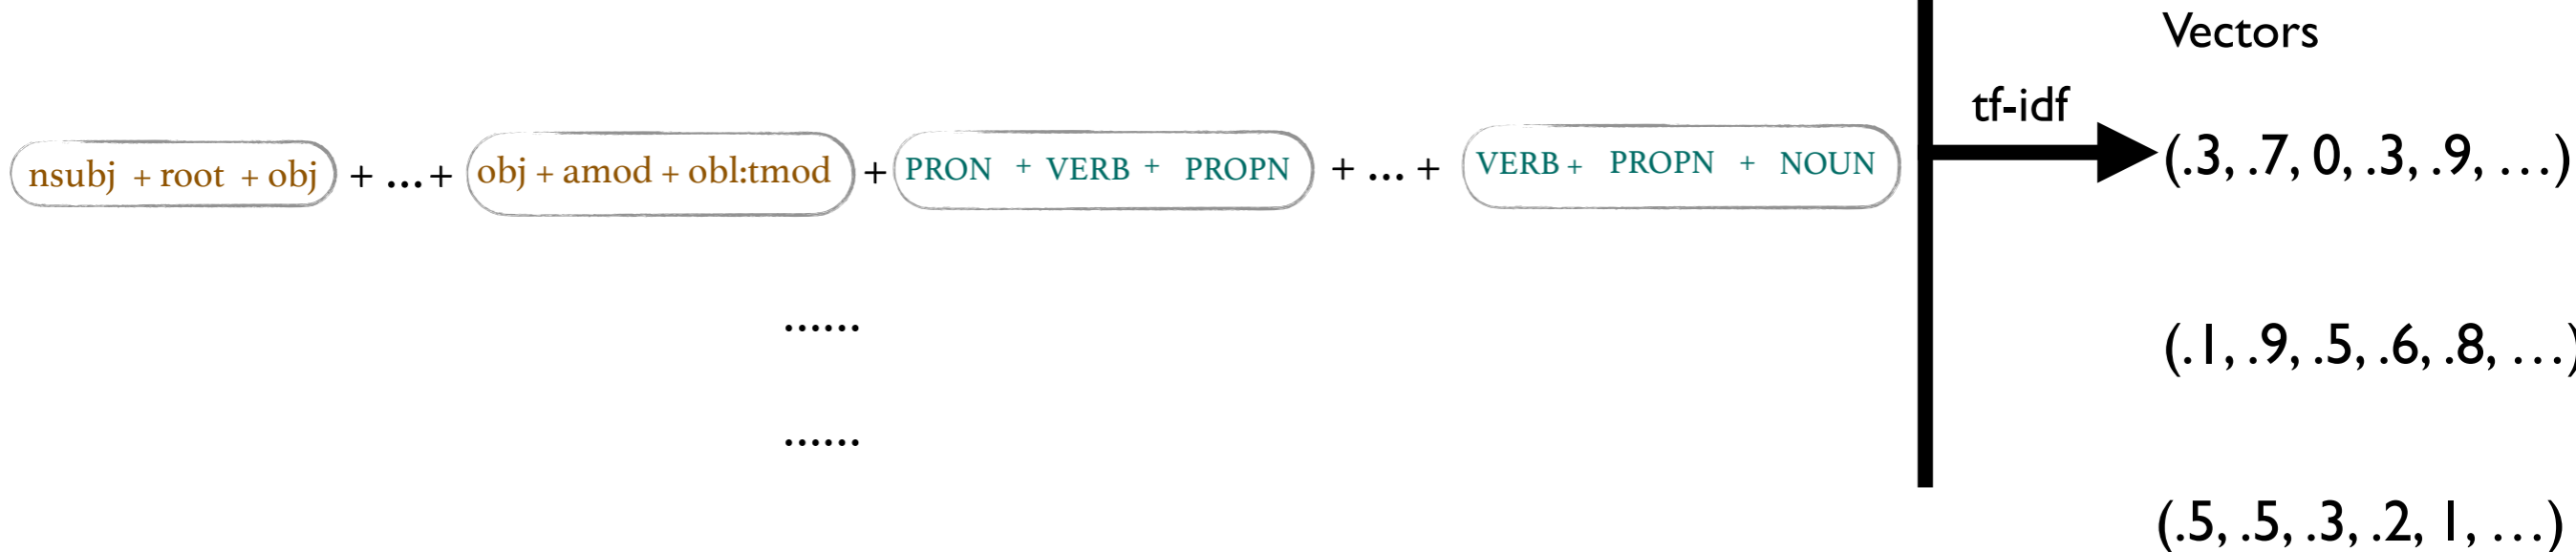 Vectors
tf-idf
nsubj + root + obj + ... + obj + amod + obl:tmod + PRON + VERB + PROPN + ... + VERB + PROPN + NOUN
(.3, .7, 0, .3, .9, …)
......
(.1, .9, .5, .6, .8, …)
......
(.5, .5, .3, .2, 1, …)